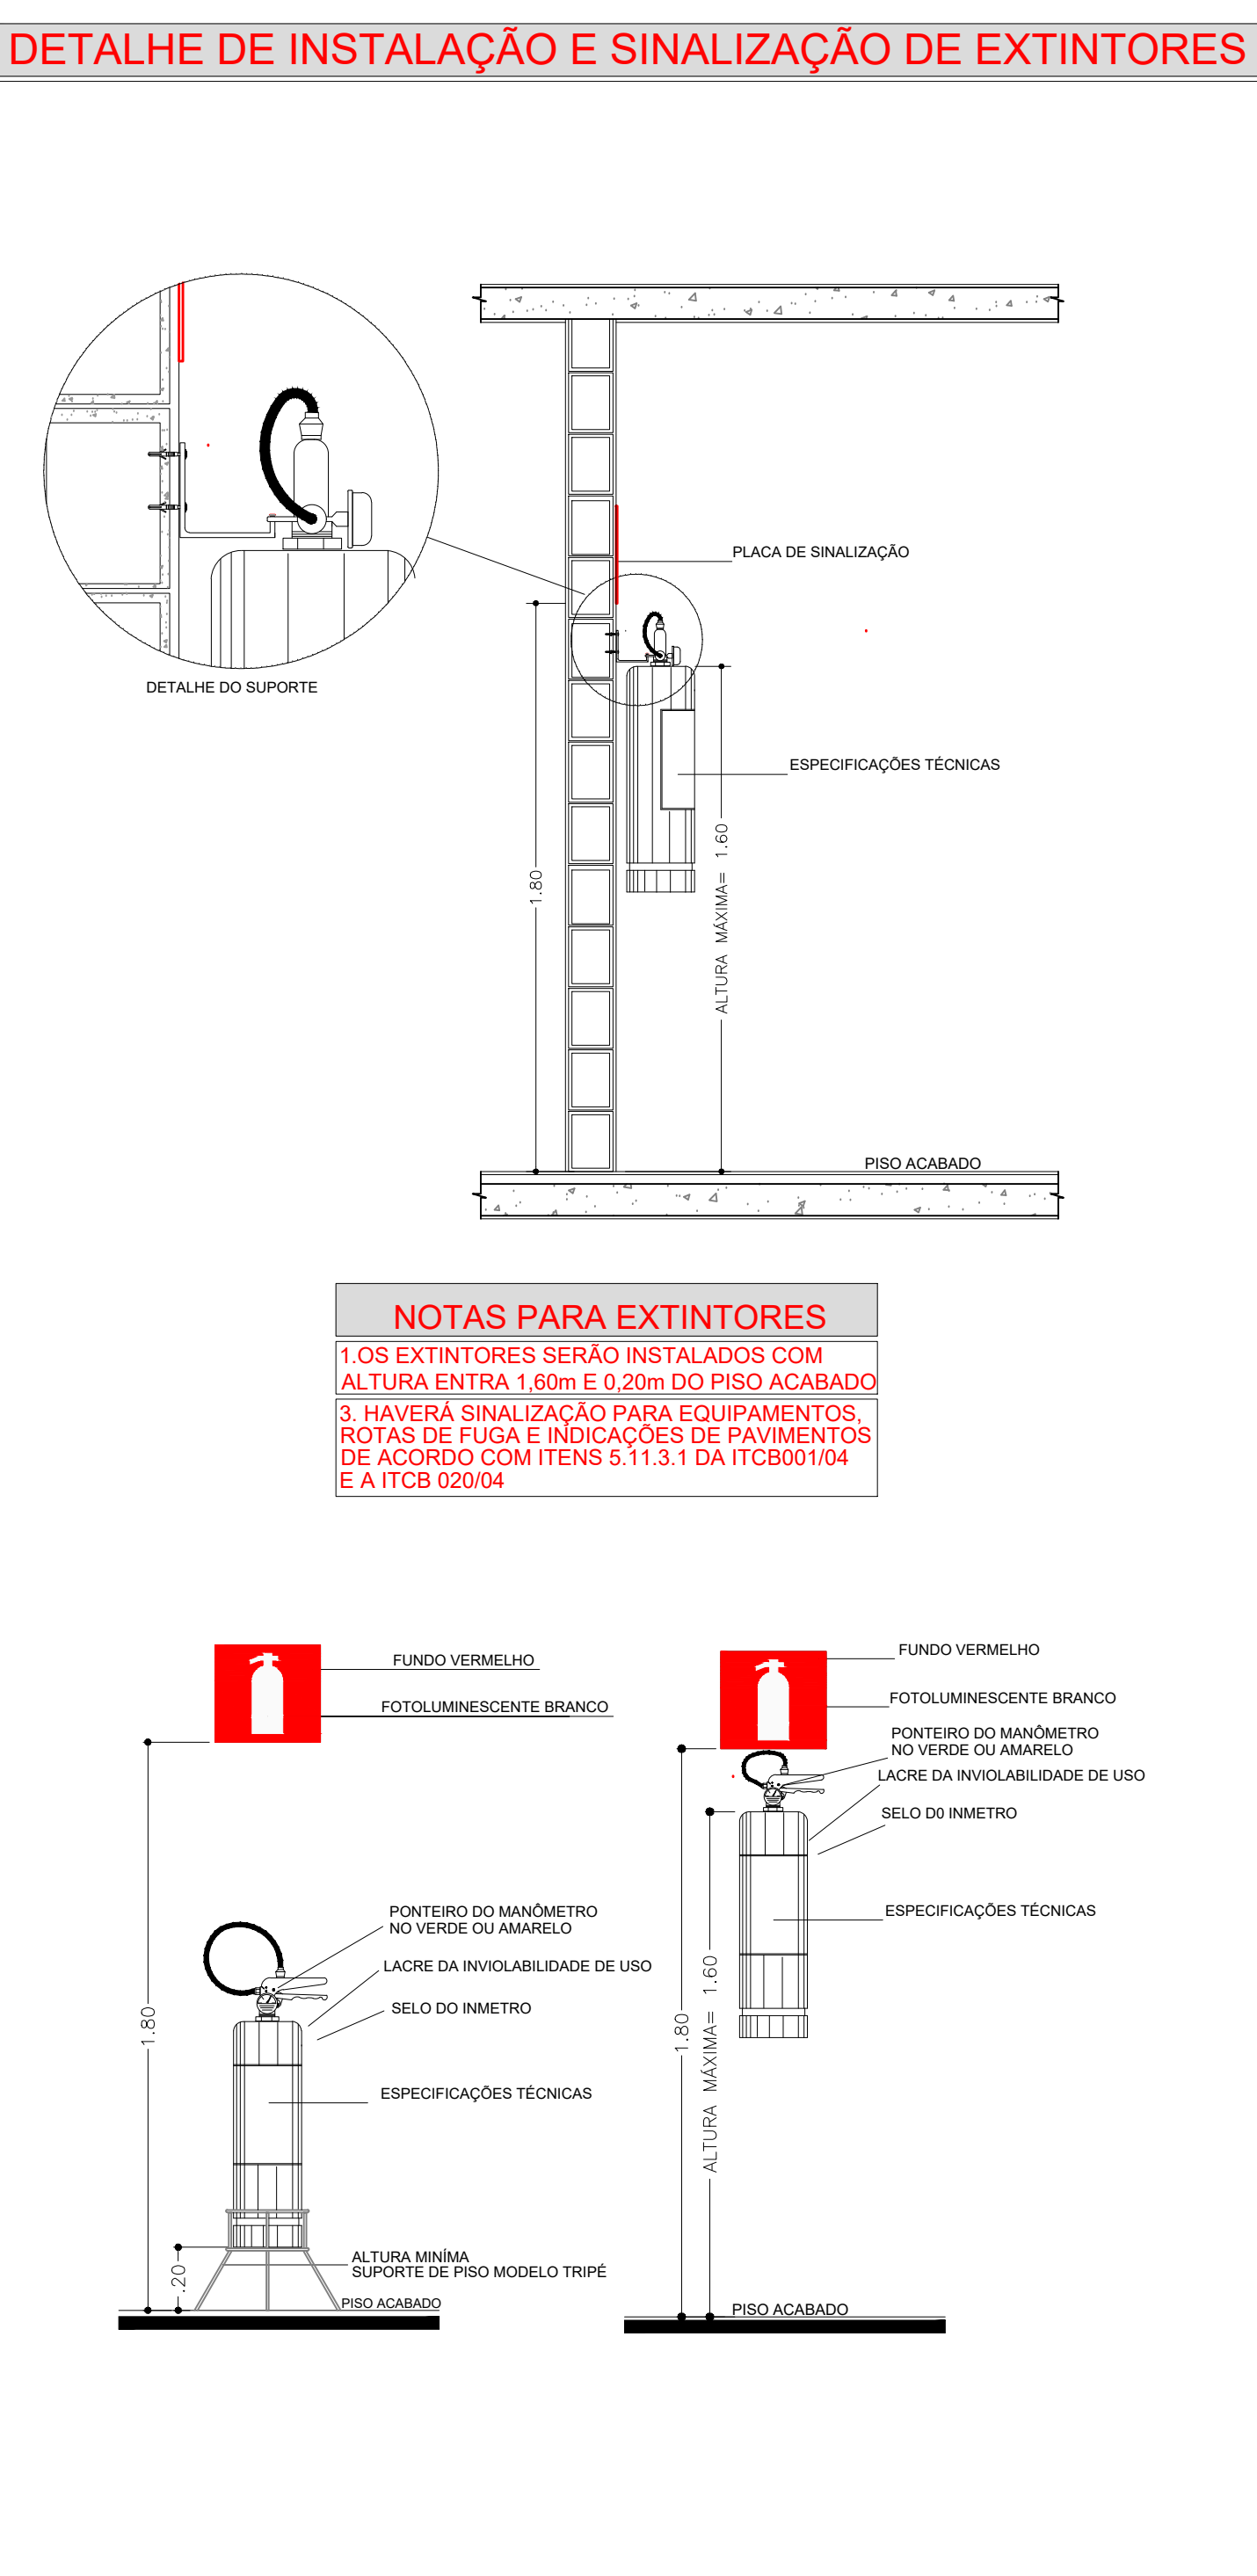 DETALHE DE INSTALAÇÃO E SINALIZAÇÃO DE EXTINTORES
PLACA DE SINALIZAÇÃO
DETALHE DO SUPORTE
ESPECIFICAÇÕES TÉCNICAS
1.80
ALTURA MÁXIMA= 1.60
PISO ACABADO
NOTAS PARA EXTINTORES
1.OS EXTINTORES SERÃO INSTALADOS COM
ALTURA ENTRA 1,60m E 0,20m DO PISO ACABADO
3. HAVERÁ SINALIZAÇÃO PARA EQUIPAMENTOS,
ROTAS DE FUGA E INDICAÇÕES DE PAVIMENTOS
DE ACORDO COM ITENS 5.11.3.1 DA ITCB001/04
E A ITCB 020/04
FUNDO VERMELHO
FOTOLUMINESCENTE BRANCO
PONTEIRO DO MANÔMETRO
NO VERDE OU AMARELO
LACRE DA INVIOLABILIDADE DE USO
SELO DO INMETRO
1.80
ESPECIFICAÇÕES TÉCNICAS
.20
ALTURA MINÍMA
SUPORTE DE PISO MODELO TRIPÉ
PISO ACABADO
FUNDO VERMELHO
FOTOLUMINESCENTE BRANCO
PONTEIRO DO MANÔMETRO
NO VERDE OU AMARELO
LACRE DA INVIOLABILIDADE DE USO
SELO D0 INMETRO
ESPECIFICAÇÕES TÉCNICAS
1.80
ALTURA MÁXIMA= 1.60
PISO ACABADO